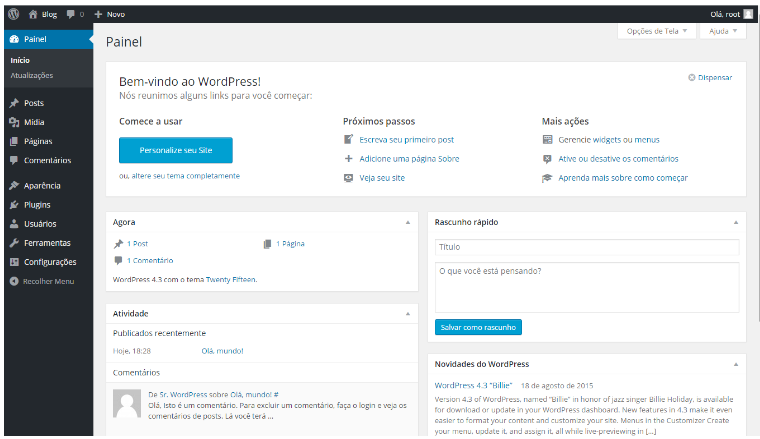 Blog 0 Novo Olá, root
Painel
Início
Atualizações
Posts
Mídia
Páginas
Comentários
Aparência
Plugins
Usuários
Ferramentas
Configurações
Recolher Menu
Painel
Opções de Tela Ajuda
Bem-vindo ao WordPress!
Nós reunimos alguns links para você começar:
Dispensar
Comece a usar
Personalize seu Site
ou, altere seu tema completamente
Próximos passos
Escreva seu primeiro post
Adicione uma página Sobre
Veja seu site
Mais ações
Gerencie widgets ou menus
Ative ou desative os comentários
Aprenda mais sobre como começar
Agora
1 Post 1 Página
1 Comentário
WordPress 4.3 com o tema Twenty Fifteen.
Atividade
Publicados recentemente
Hoje, 18:28 Olá, mundo!
Comentários
De Sr. WordPress sobre Olá, mundo! #
Olá, Isto é um comentário. Para excluir um comentário, faça o login e veja os
comentários de posts. Lá você terá ...
Rascunho rápido
Título
O que você está pensando?
Salvar como rascunho
Novidades do WordPress
WordPress 4.3 “Billie” 18 de agosto de 2015
Version 4.3 of WordPress, named “Billie” in honor of jazz singer Billie Holiday, is available
for download or update in your WordPress dashboard. New features in 4.3 make it even
easier to format your content and customize your site. Menus in the Customizer Create
your menu, update it, and assign it, all while live-previewing in […]